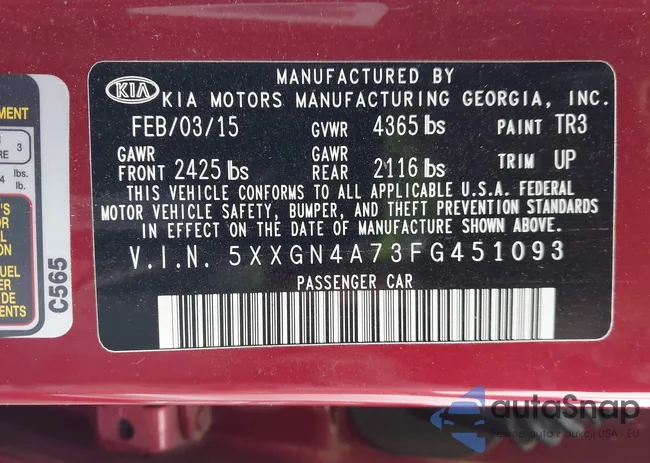 MANUFACTURED BY
KIA KIA MOTORS MANUFACTURING GEORGIA, INC.
FEB/03/15 GVWR 4365 lbs PAINT TR3
GAWR FRONT 2425 lbs GAWR REAR 2116 lbs TRIM UP
THIS VEHICLE CONFORMS TO ALL APPLICABLE U.S.A. FEDERAL
MOTOR VEHICLE SAFETY, BUMPER, AND THEFT PREVENTION STANDARDS
IN EFFECT ON THE DATE OF MANUFACTURE SHOWN ABOVE.
V.I.N. 5XXGN4A73FG451093
PASSENGER CAR
C565
autoSnap